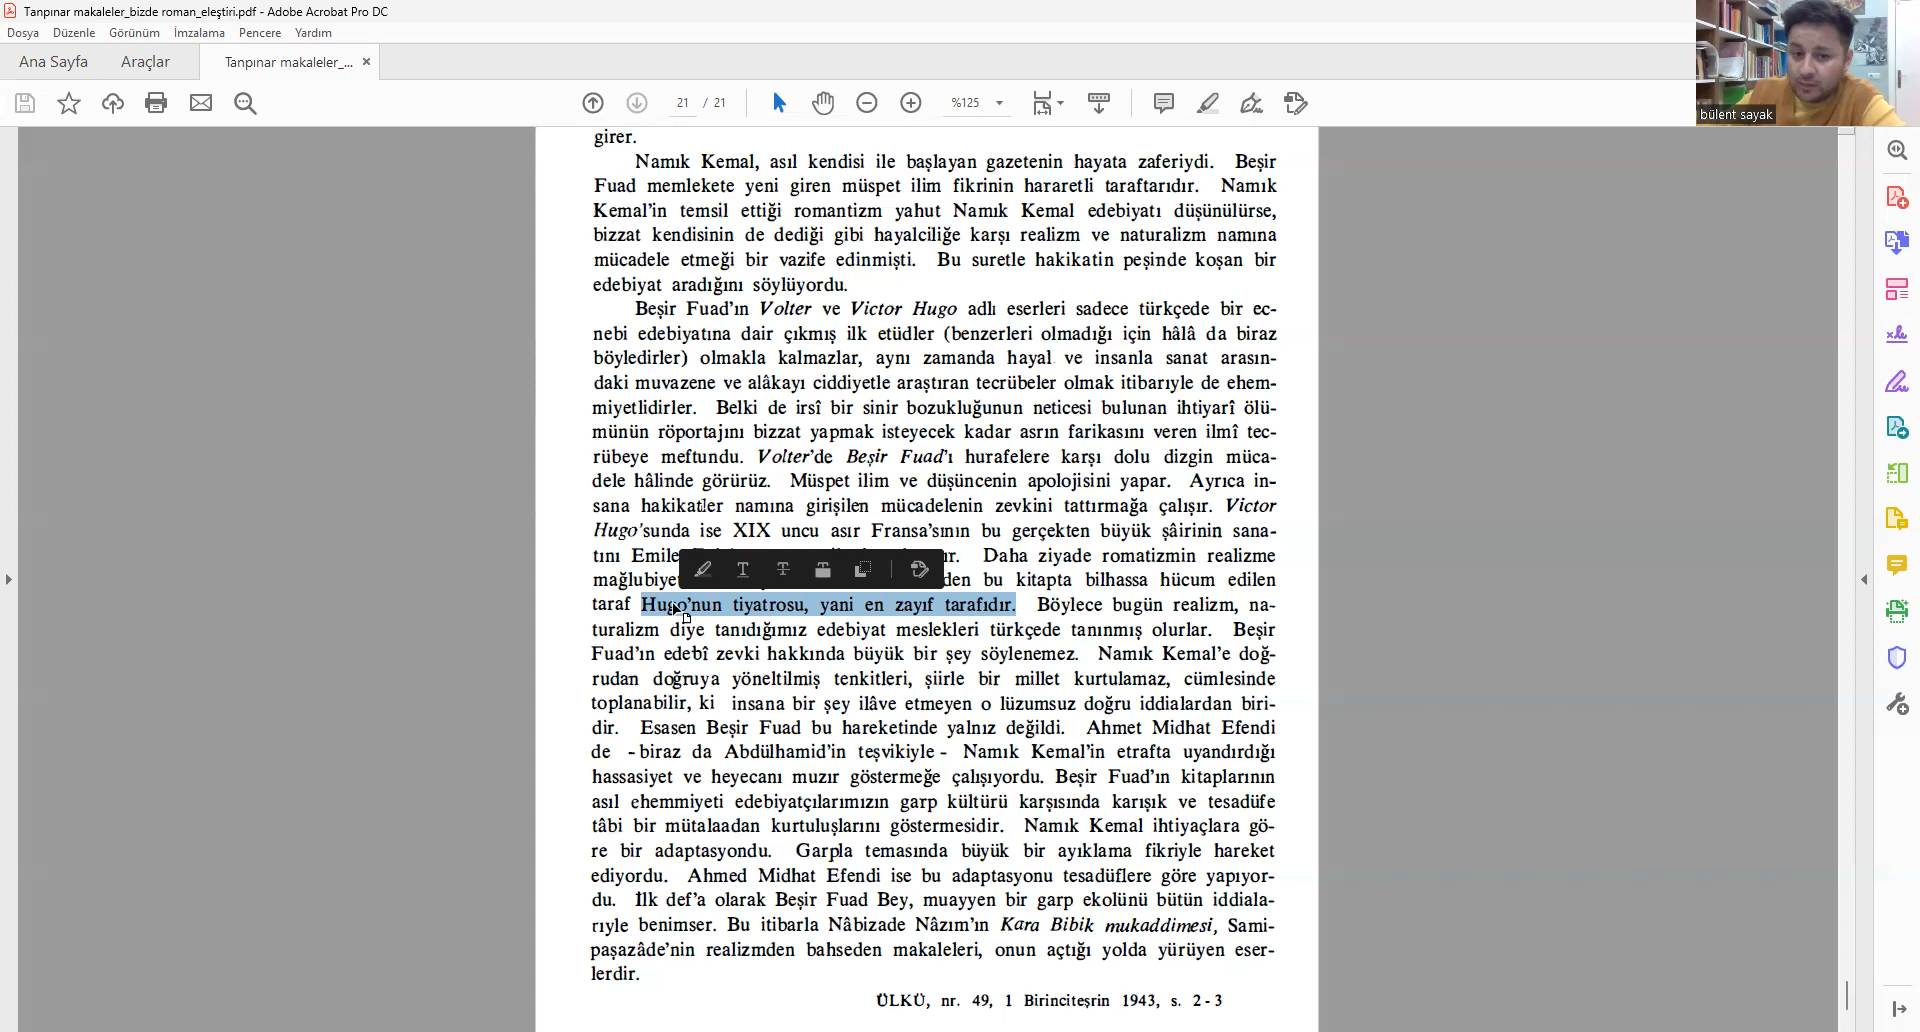 Tanpınar makaleler_bizde roman_eleştiri.pdf - Adobe Acrobat Pro DC
Dosya Düzenle Görünüm İmzalama Pencere Yardım
Ana Sayfa Araçlar Tanpınar makaleler_... ×
21 / 21 %125
bülent sayak
girer.
Namık Kemal, asıl kendisi ile başlayan gazetenin hayata zaferiydi. Beşir
Fuad memlekete yeni giren müspet ilim fikrinin hararetli taraftarıdır. Namık
Kemal'in temsil ettiği romantizm yahut Namık Kemal edebiyatı düşünülürse,
bizzat kendisinin de dediği gibi hayalciliğe karşı realizm ve naturalizm namına
mücadele etmeği bir vazife edinmişti. Bu suretle hakikatin peşinde koşan bir
edebiyat aradığını söylüyordu.
Beşir Fuad'ın Volter ve Victor Hugo adlı eserleri sadece türkçede bir ec-
nebi edebiyatına dair çıkmış ilk etüdler (benzerleri olmadığı için hâlâ da biraz
böyledirler) olmakla kalmazlar, aynı zamanda hayal ve insanla sanat arasın-
daki muvazene ve alâkayı ciddiyetle araştıran tecrübeler olmak itibarıyle de ehem-
miyetlidirler. Belki de irsî bir sinir bozukluğunun neticesi bulunan ihtiyarî ölü-
münün röportajını bizzat yapmak isteyecek kadar asrın farikasını veren ilmî tec-
rübeye meftundu. Volter'de Beşir Fuad'ı hurafelere karşı dolu dizgin müca-
dele hâlinde görürüz. Müspet ilim ve düşüncenin apolojisini yapar. Ayrıca in-
sana hakikatler namına girişilen mücadelenin zevkini tattırmağa çalışır. Victor
Hugo'sunda ise XIX uncu asır Fransa'sının bu gerçekten büyük şâirinin sana-
tını Emile r. Daha ziyade romatizmin realizme
mağlubiyet den bu kitapta bilhassa hücum edilen
taraf Hugo'nun tiyatrosu, yani en zayıf tarafıdır. Böylece bugün realizm, na-
turalizm diye tanıdığımız edebiyat meslekleri türkçede tanınmış olurlar. Beşir
Fuad'ın edebî zevki hakkında büyük bir şey söylenemez. Namık Kemal'e doğ-
rudan doğruya yöneltilmiş tenkitleri, şiirle bir millet kurtulamaz, cümlesinde
toplanabilir, ki insana bir şey ilâve etmeyen o lüzumsuz doğru iddialardan biri-
dir. Esasen Beşir Fuad bu hareketinde yalnız değildi. Ahmet Midhat Efendi
de - biraz da Abdülhamid'in teşvikiyle - Namık Kemal'in etrafta uyandırdığı
hassasiyet ve heyecanı muzır göstermeğe çalışıyordu. Beşir Fuad'ın kitaplarının
asıl ehemmiyeti edebiyatçılarımızın garp kültürü karşısında karışık ve tesadüfe
tâbi bir mütalaadan kurtuluşlarını göstermesidir. Namık Kemal ihtiyaçlara gö-
re bir adaptasyondu. Garpla temasında büyük bir ayıklama fikriyle hareket
ediyordu. Ahmed Midhat Efendi ise bu adaptasyonu tesadüflere göre yapıyor-
du. İlk def'a olarak Beşir Fuad Bey, muayyen bir garp ekolünü bütün iddiala-
rıyle benimser. Bu itibarla Nâbizade Nâzım'ın Kara Bibik mukaddimesi, Sami-
paşazâde'nin realizmden bahseden makaleleri, onun açtığı yolda yürüyen eser-
lerdir.
ÜLKÜ, nr. 49, 1 Birinciteşrin 1943, s. 2 - 3